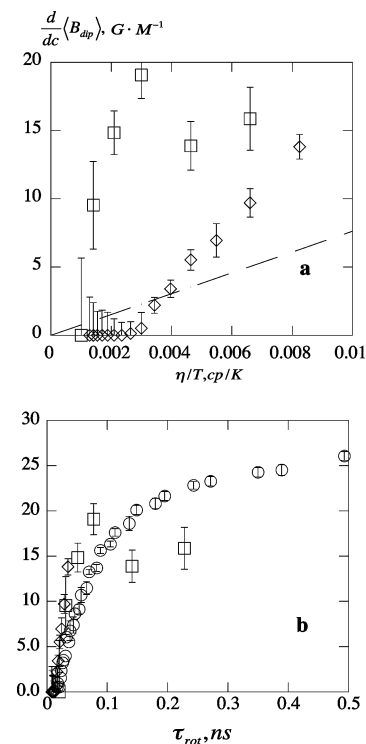 d/dc ⟨B_dip⟩, G · M⁻¹
20
15
10
5
0
a
0 0.002 0.004 0.006 0.008 0.01
η/T, cp/K
30
25
20
15
10
5.0
0.0
b
0 0.1 0.2 0.3 0.4 0.5
τ_rot, ns